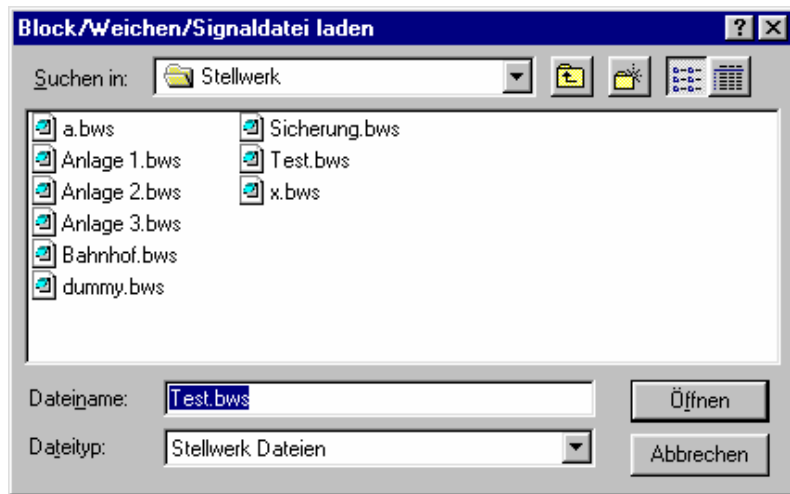 Block/Weichen/Signaldatei laden
Suchen in: Stellwerk
a.bws
Anlage 1.bws
Anlage 2.bws
Anlage 3.bws
Bahnhof.bws
dummy.bws
Sicherung.bws
Test.bws
x.bws
Dateiname: Test.bws Öffnen
Dateityp: Stellwerk Dateien Abbrechen